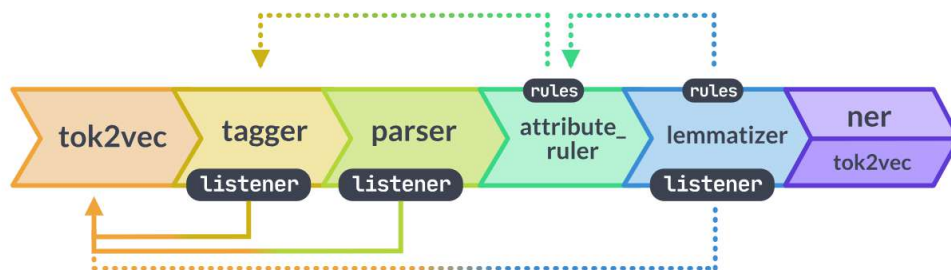 rules
rules
tok2vec
tagger
parser
attribute_
ruler
lemmatizer
ner
tok2vec
listener
listener
listener